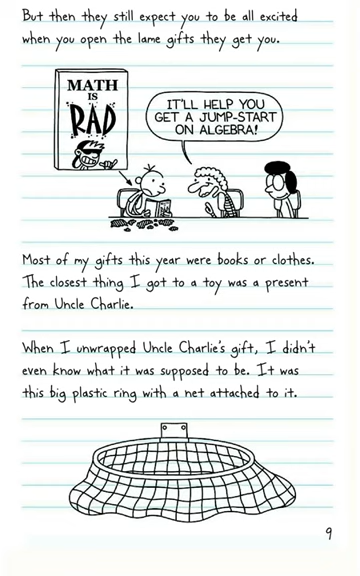 But then they still expect you to be all excited
when you open the lame gifts they get you.
MATH
IS
RAD
IT'LL HELP YOU
GET A JUMP-START
ON ALGEBRA!
Most of my gifts this year were books or clothes.
The closest thing I got to a toy was a present
from Uncle Charlie.
When I unwrapped Uncle Charlie's gift, I didn't
even know what it was supposed to be. It was
this big plastic ring with a net attached to it.
9